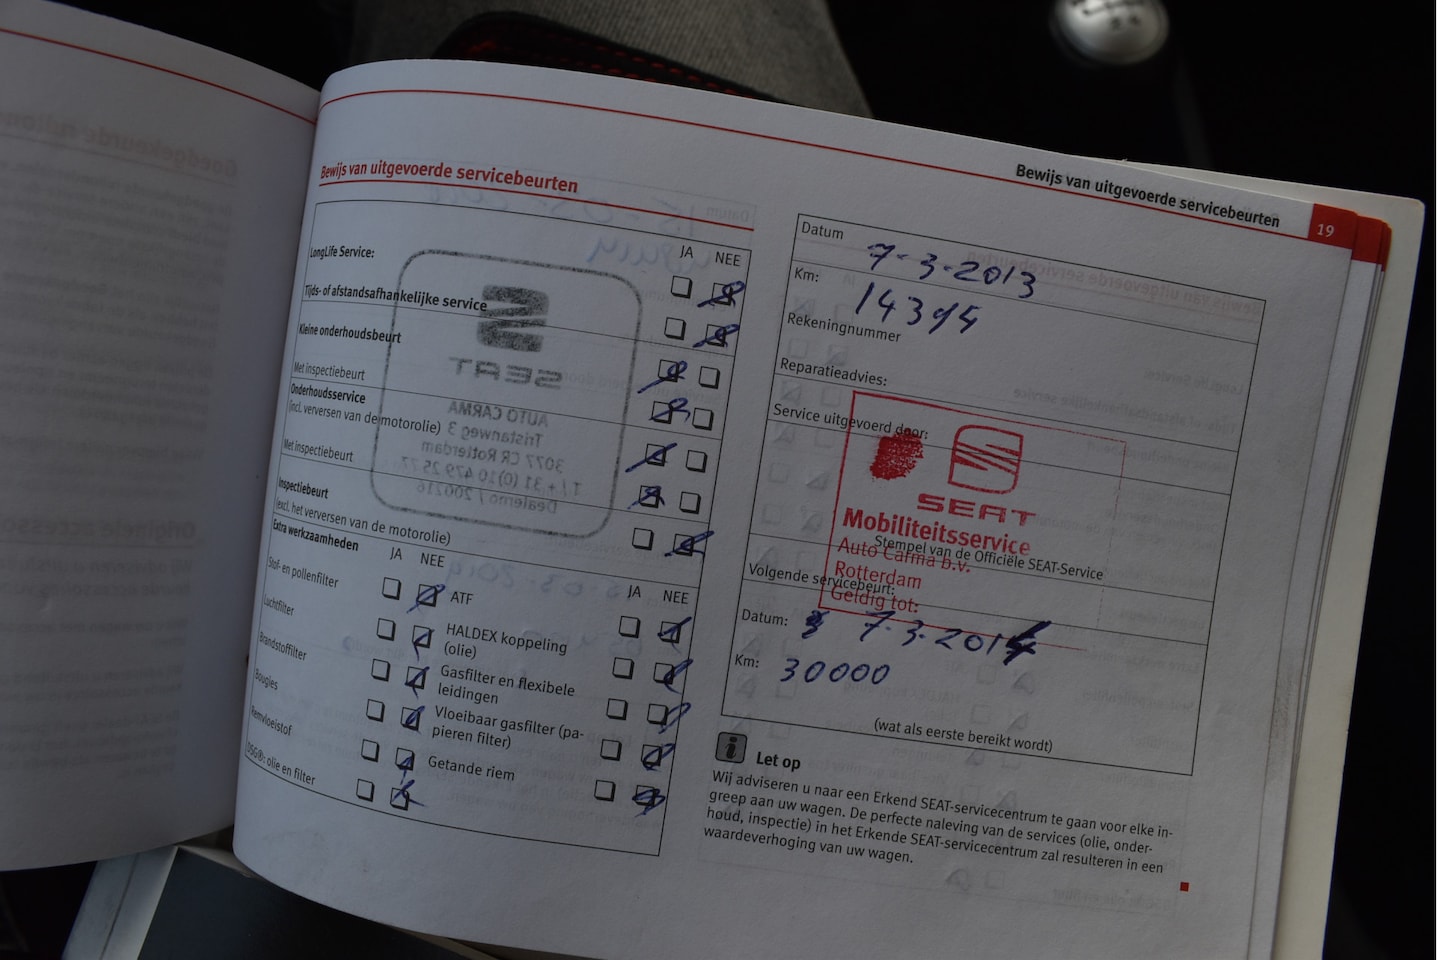 Bewijs van uitgevoerde servicebeurten
19
Bewijs van uitgevoerde servicebeurten
JA NEE
LongLife Service:
Tijds- of afstandsafhankelijke service
Kleine onderhoudsbeurt
Met inspectiebeurt
Onderhoudsservice
(incl. verversen van de motorolie)
Met inspectiebeurt
Inspectiebeurt
(excl. het verversen van de motorolie)
Extra werkzaamheden
JA NEE
JA NEE
Stof- en pollenfilter
Luchtfilter
Brandstoffilter
Bougies
Remvloeistof
DSG®: olie en filter
ATF
HALDEX koppeling
(olie)
Gasfilter en flexibele
leidingen
Vloeibaar gasfilter (pa-
pieren filter)
Getande riem
SEAT
AUTO CARMA
Tristanweg 3
3077 CR Rotterdam
Datum 7-3-2013
Km: 14394
Rekeningnummer
Reparatieadvies:
Service uitgevoerd door:
SEAT
Mobiliteitsservice
Stempel van de Officiële SEAT-Service
Auto Carma b.v.
Rotterdam
Geldig tot:
Volgende servicebeurt:
Datum: 7-3-2014
Km: 30000
(wat als eerste bereikt wordt)
i Let op
Wij adviseren u naar een Erkend SEAT-servicecentrum te gaan voor elke in-
greep aan uw wagen. De perfecte naleving van de services (olie, onder-
houd, inspectie) in het Erkende SEAT-servicecentrum zal resulteren in een
waardeverhoging van uw wagen.